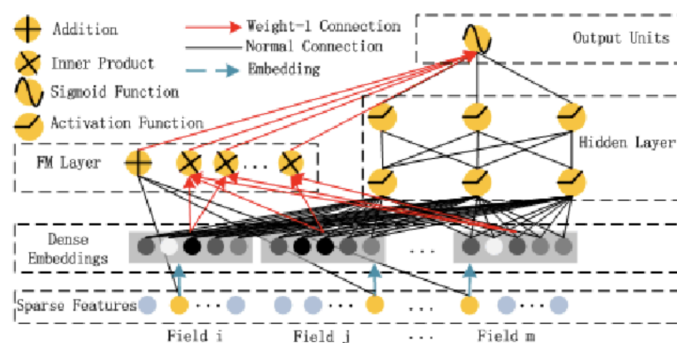 Addition
Inner Product
Sigmoid Function
Activation Function
Weight-1 Connection
Normal Connection
Embedding
Output Units
Hidden Layer
FM Layer
...
Dense
Embeddings
...
Sparse Features
... ... ... ...
Field i Field j ... Field m